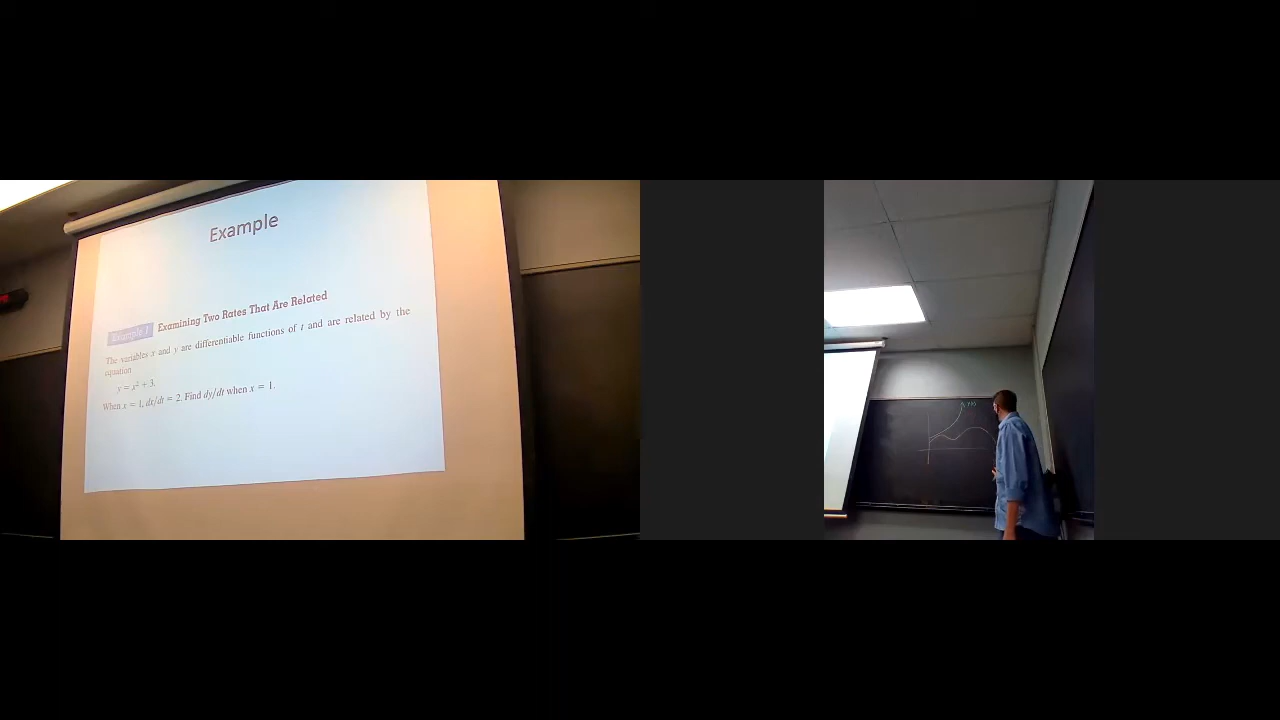 Example
Example 1 Examining Two Rates That Are Related
The variables x and y are differentiable functions of t and are related by the
equation
y = x² + 3.
When x = 1, dx/dt = 2. Find dy/dt when x = 1.